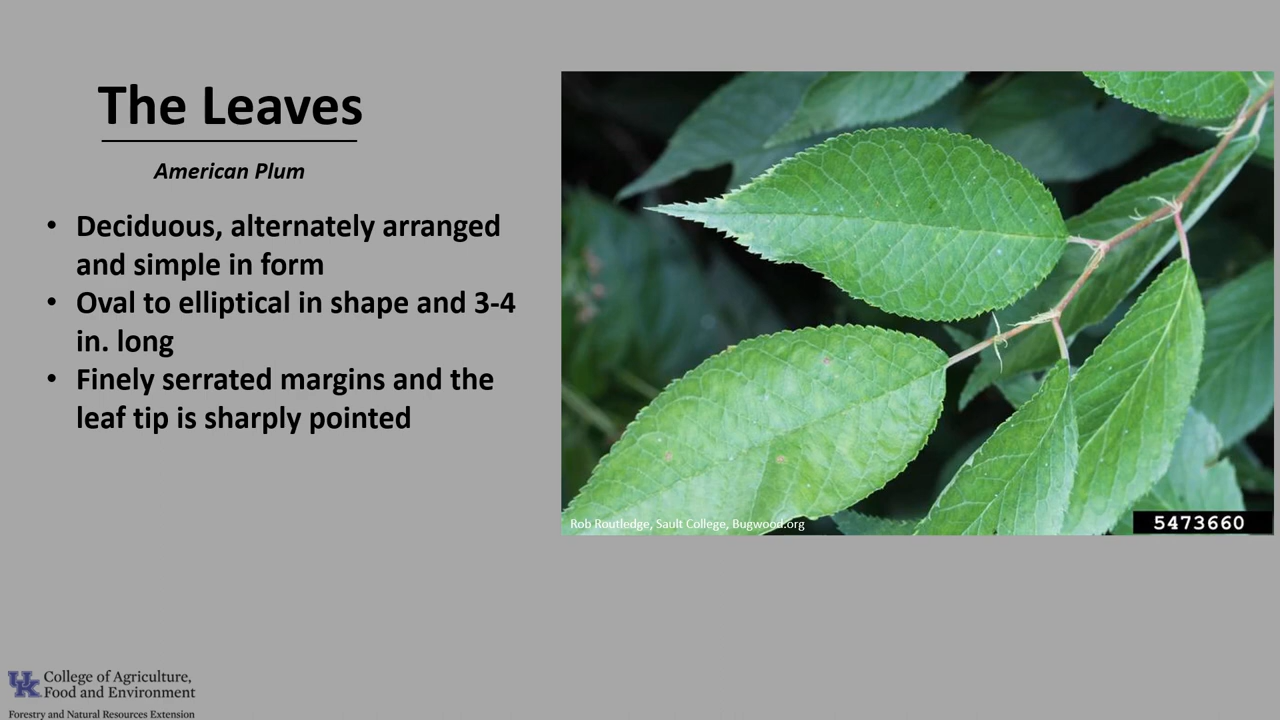 The Leaves
American Plum
• Deciduous, alternately arranged
and simple in form
• Oval to elliptical in shape and 3-4
in. long
• Finely serrated margins and the
leaf tip is sharply pointed
Rob Routledge, Sault College, Bugwood.org
5473660
UK College of Agriculture,
Food and Environment
Forestry and Natural Resources Extension